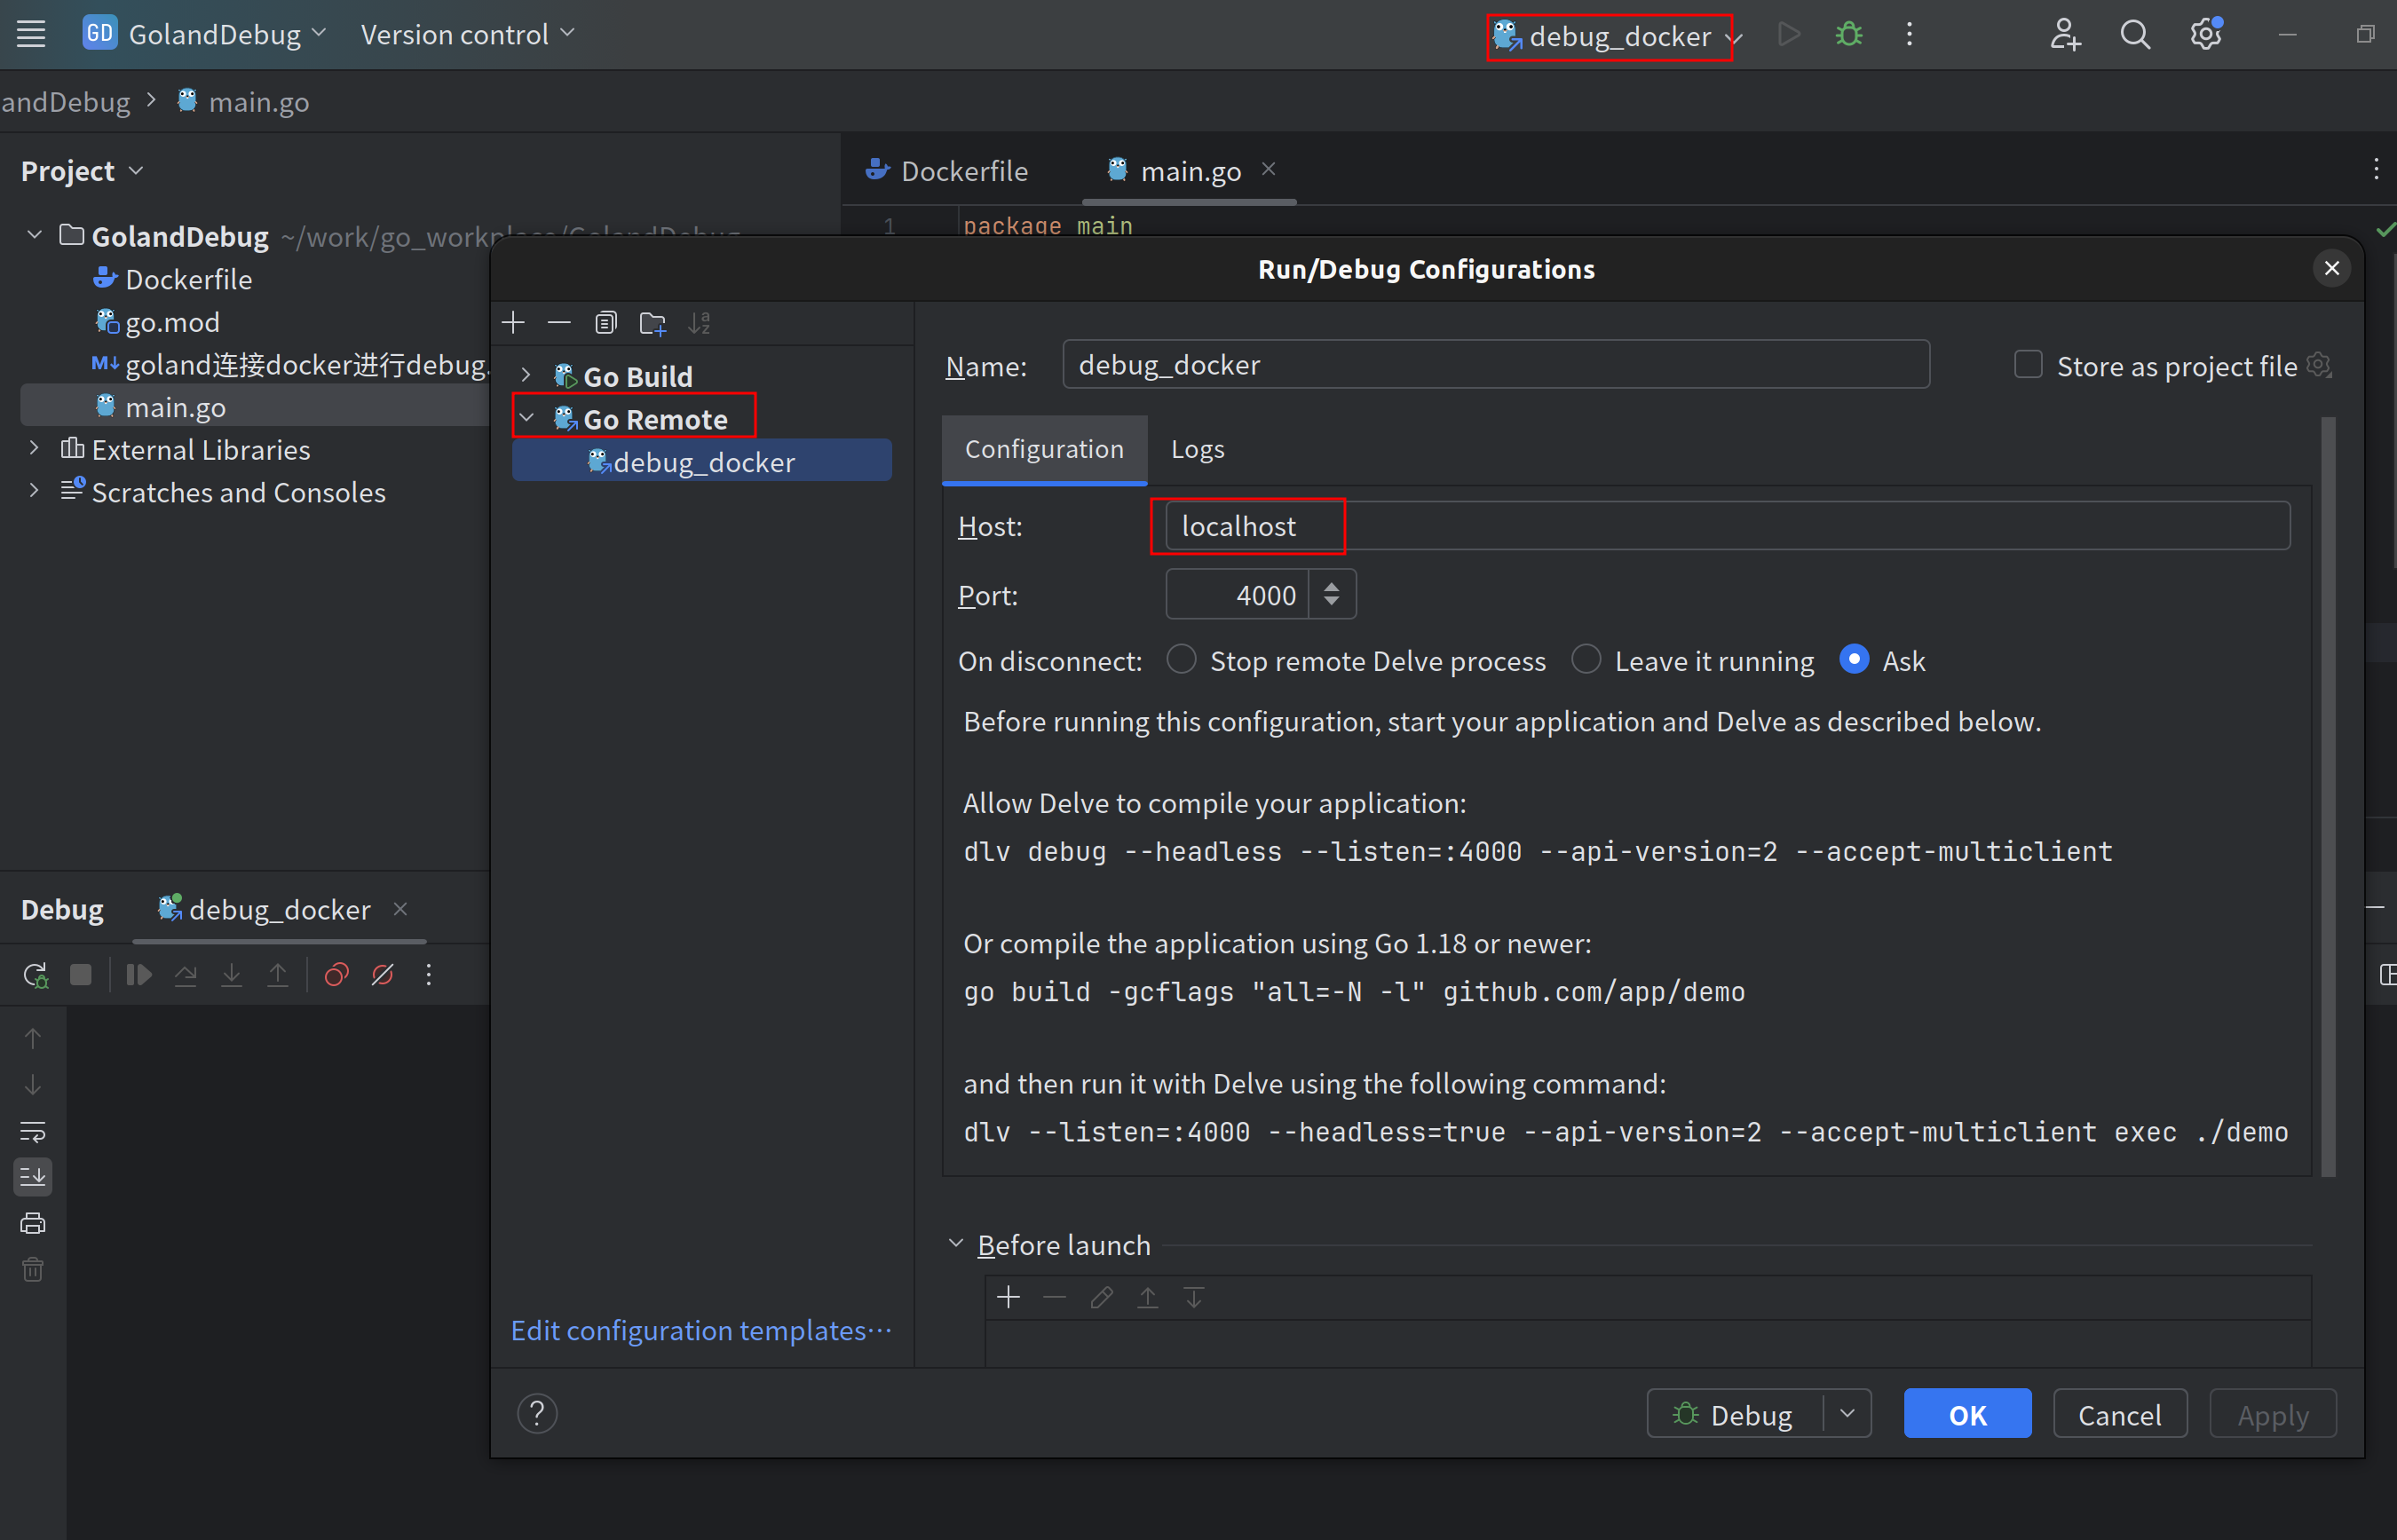 GD GolandDebug Version control debug_docker
andDebug > main.go
Project
Dockerfile main.go
1 package main
GolandDebug
Dockerfile
go.mod
M↓ goland连接docker进行debug.
main.go
External Libraries
Scratches and Consoles
Run/Debug Configurations
Go Build
Go Remote
debug_docker
Edit configuration templates...
Name: debug_docker Store as project file
Configuration Logs
Host: localhost
Port: 4000
On disconnect: Stop remote Delve process Leave it running Ask
Before running this configuration, start your application and Delve as described below.
Allow Delve to compile your application:
dlv debug --headless --listen=:4000 --api-version=2 --accept-multiclient
Or compile the application using Go 1.18 or newer:
go build -gcflags "all=-N -l" github.com/app/demo
and then run it with Delve using the following command:
dlv --listen=:4000 --headless=true --api-version=2 --accept-multiclient exec ./demo
Before launch
? Debug OK Cancel Apply
Debug debug_docker